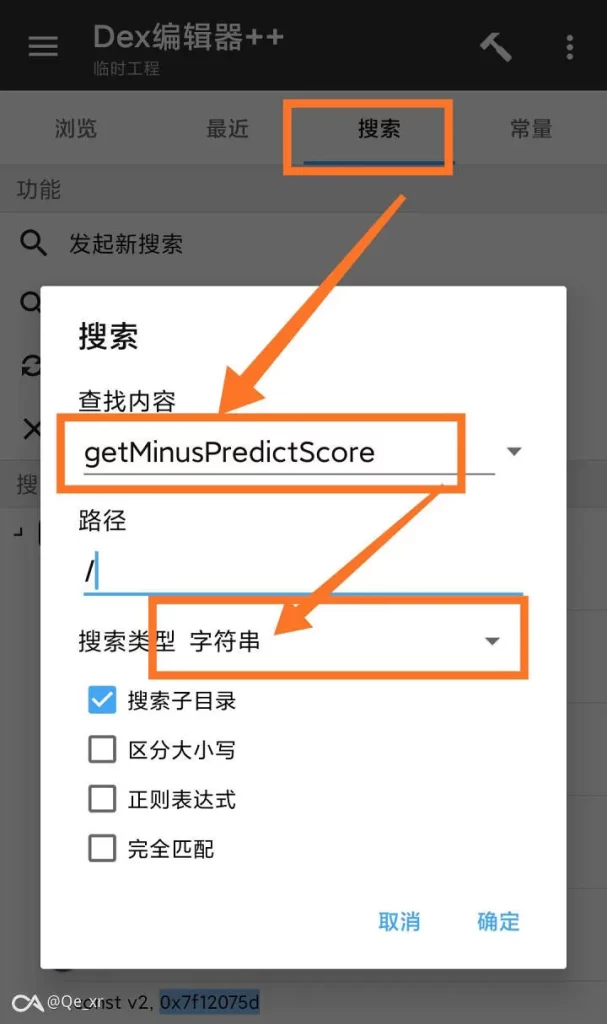 Dex编辑器++
临时工程
浏览 最近 搜索 常量
功能
发起新搜索
搜索
查找内容
getMinusPredictScore
搜
路径
/
搜索类型 字符串
搜索子目录
区分大小写
正则表达式
完全匹配
取消 确定
@Qe_xr
const v2, 0x7f12075d